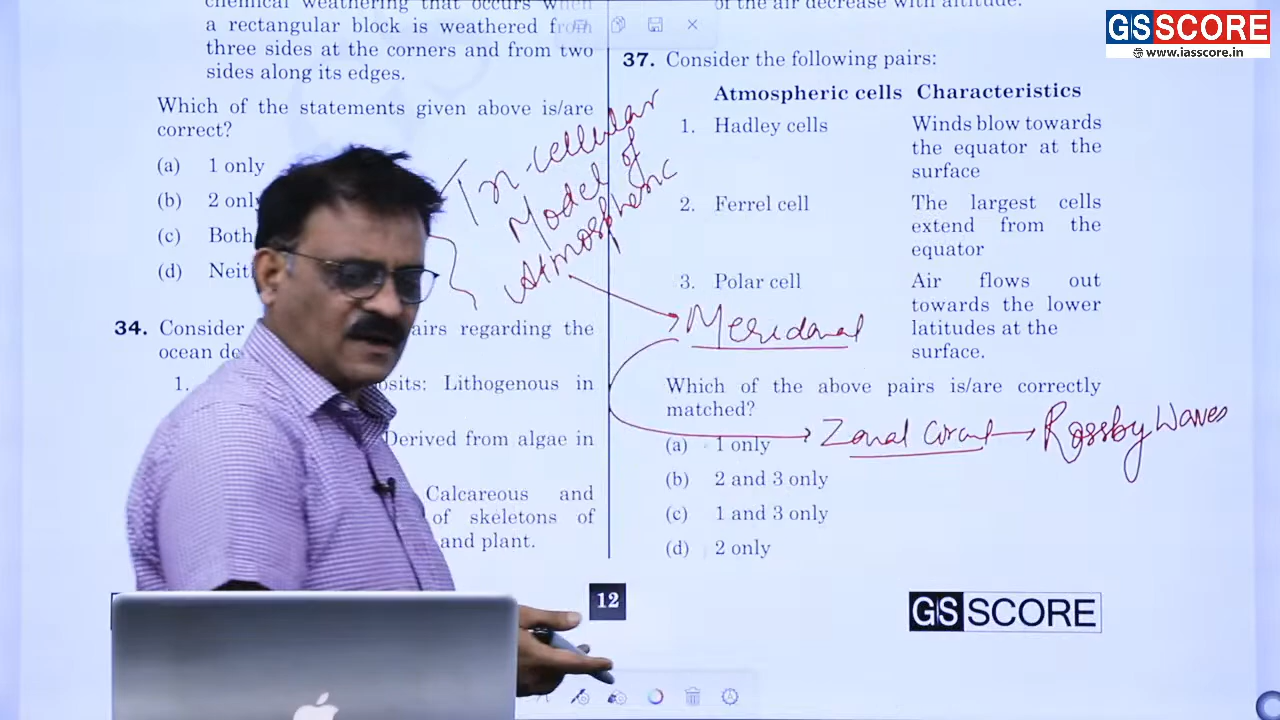 chemical weathering that occurs when
a rectangular block is weathered from
three sides at the corners and from two
sides along its edges.
Which of the statements given above is/are
correct?
(a) 1 only
(b) 2 only
(c) Both
(d) Neit
34. Consider airs regarding the
ocean de
1. osits: Lithogenous in
Derived from algae in
Calcareous and
of skeletons of
and plant.
Tri-cellular
Model of
Atmospheric
of the air decrease with altitude.
37. Consider the following pairs:
Atmospheric cells Characteristics
1. Hadley cells Winds blow towards
the equator at the
surface
2. Ferrel cell The largest cells
extend from the
equator
3. Polar cell Air flows out
towards the lower
latitudes at the
surface.
Meridonal
Which of the above pairs is/are correctly
matched?
Zonal Circul Rossby Waves
(a) 1 only
(b) 2 and 3 only
(c) 1 and 3 only
(d) 2 only
12
GS SCORE
GSSCORE
www.iasscore.in